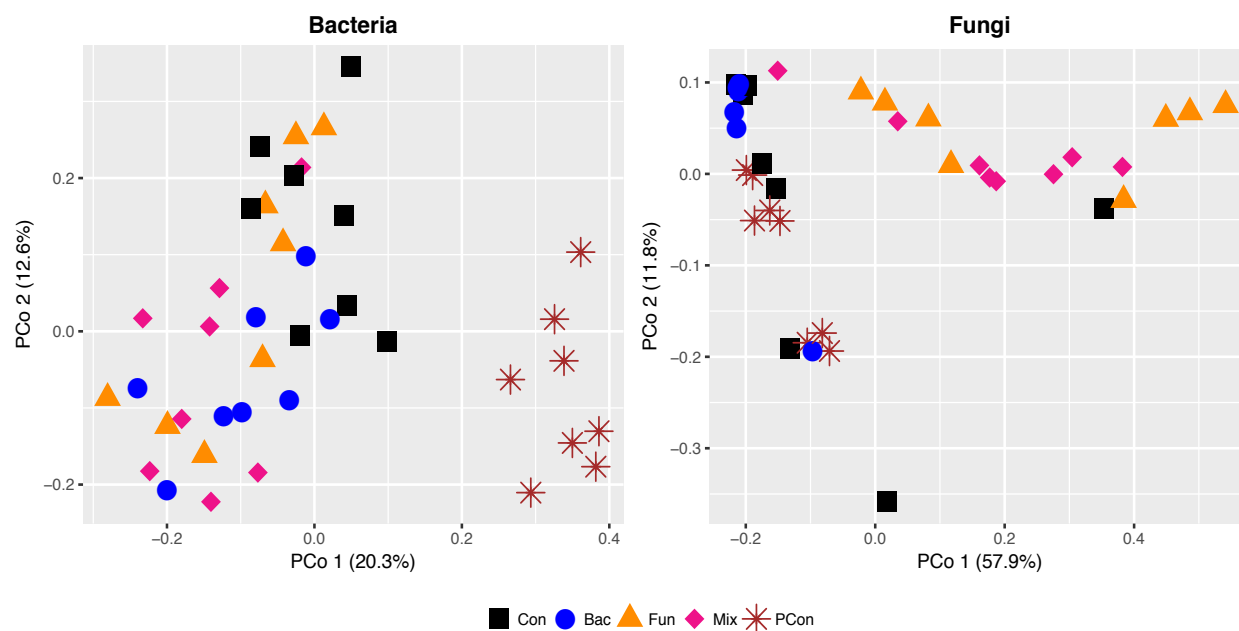 Bacteria
PCo 2 (12.6%)
0.2
0.0
−0.2
−0.2
0.0
0.2
0.4
PCo 1 (20.3%)
Fungi
PCo 2 (11.8%)
0.1
0.0
−0.1
−0.2
−0.3
−0.2
0.0
0.2
0.4
PCo 1 (57.9%)
Con Bac Fun Mix PCon